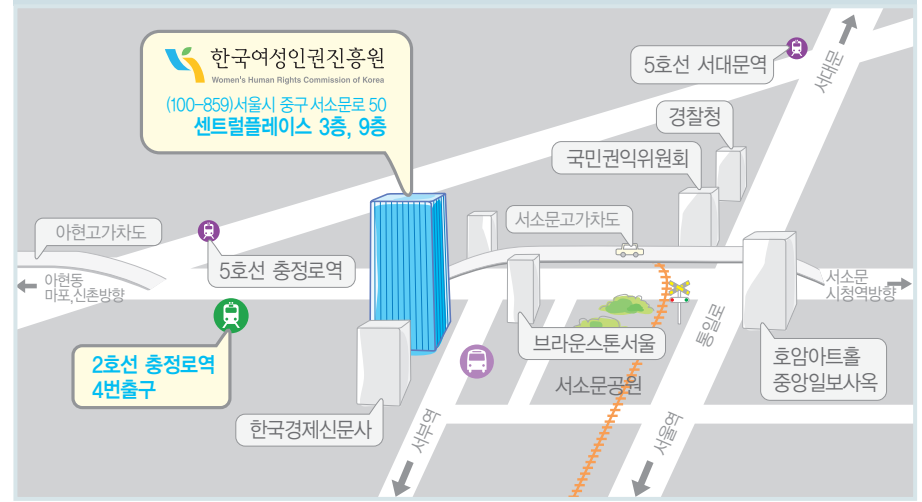 한국여성인권진흥원
Women's Human Rights Commission of Korea
(100-859)서울시 중구 서소문로 50
센트럴플레이스 3층, 9층
5호선 서대문역
서대문
경찰청
국민권익위원회
아현고가차도
서소문고가차도
5호선 충정로역
아현동
마포,신촌방향
서소문
시청역방향
2호선 충정로역
4번출구
브라운스톤서울
통일로
호암아트홀
중앙일보사옥
서소문공원
한국경제신문사
서부역
서울역